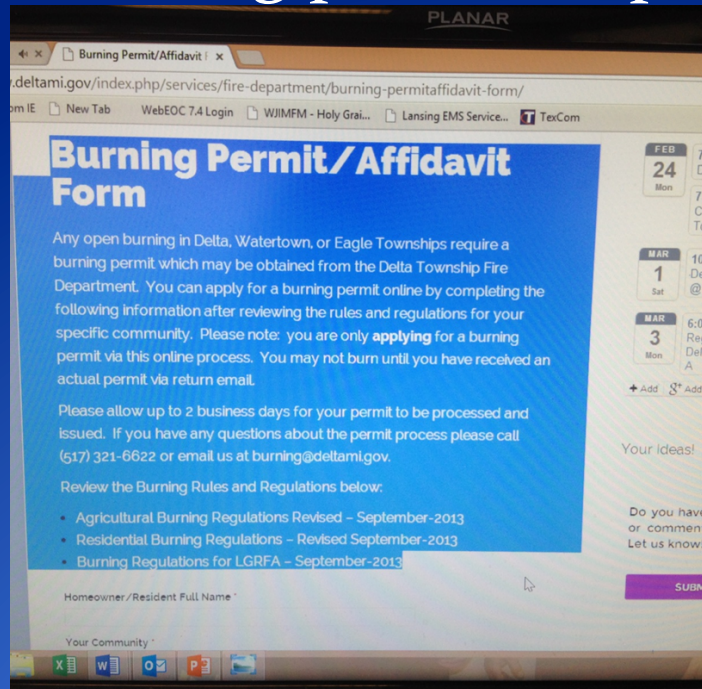 PLANAR
Burning Permit/Affidavit
.deltami.gov/index.php/services/fire-department/burning-permitaffidavit-form/
om IE New Tab WebEOC 7.4 Login WJIMFM - Holy Grai... Lansing EMS Service... TexCom
Burning Permit/Affidavit
Form
Any open burning in Delta, Watertown, or Eagle Townships require a
burning permit which may be obtained from the Delta Township Fire
Department. You can apply for a burning permit online by completing the
following information after reviewing the rules and regulations for your
specific community. Please note: you are only applying for a burning
permit via this online process. You may not burn until you have received an
actual permit via return email.
Please allow up to 2 business days for your permit to be processed and
issued. If you have any questions about the permit process please call
(517) 321-6622 or email us at burning@deltami.gov.
Review the Burning Rules and Regulations below:
• Agricultural Burning Regulations Revised – September-2013
• Residential Burning Regulations – Revised September-2013
• Burning Regulations for LGRFA – September-2013
Homeowner/Resident Full Name *
Your Community *
FEB
24
Mon
MAR
1
Sat
@
MAR
3
Mon
6:0
Re
Del
A
+ Add g+ Add
Your Ideas!
Do you have
or commen
Let us know
SUBM